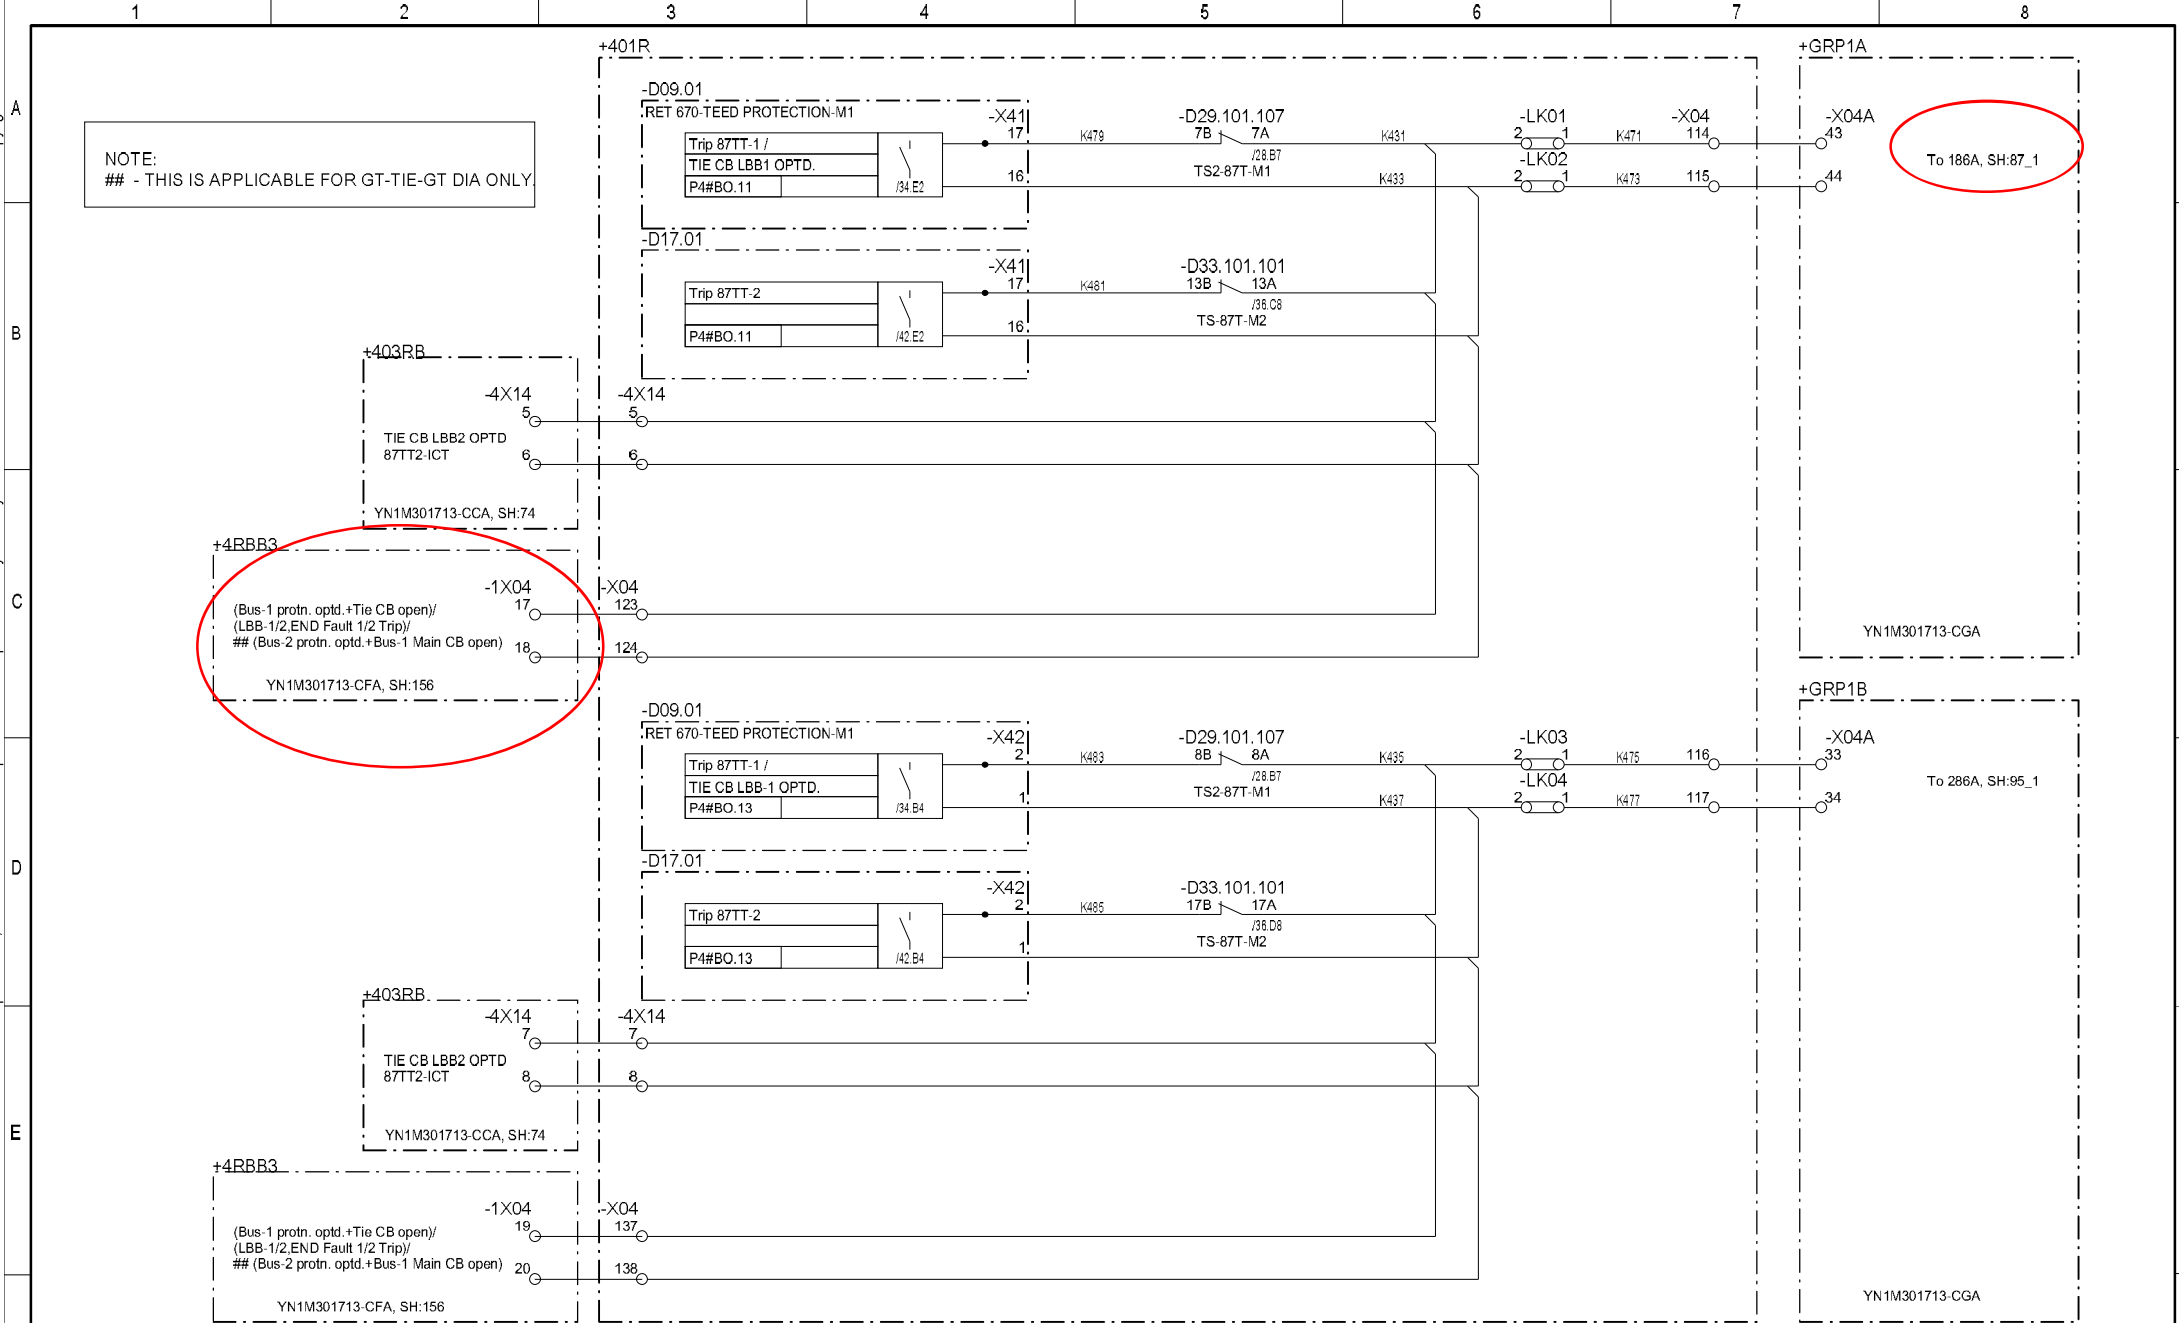 1 2 3 4 5 6 7 8
A
B
C
D
E
NOTE:
## - THIS IS APPLICABLE FOR GT-TIE-GT DIA ONLY.
+401R
-D09.01
RET 670-TEED PROTECTION-M1
Trip 87TT-1 /
TIE CB LBB1 OPTD.
P4#BO.11
/34.E2
-X41
17
16
K479
-D29.101.107
7B 7A
/28.B7
TS2-87T-M1
K431
K433
-LK01
2 1
-LK02
2 1
K471
K473
-X04
114
115
+GRP1A
-X04A
43
44
To 186A, SH:87_1
YN1M301713-CGA
-D17.01
Trip 87TT-2
P4#BO.11
/42.E2
-X41
17
16
K481
-D33.101.101
13B 13A
/36.C8
TS-87T-M2
+403RB
-4X14
5
6
TIE CB LBB2 OPTD
87TT2-ICT
YN1M301713-CCA, SH:74
-4X14
5
6
+4RBB3
-1X04
17
18
(Bus-1 protn. optd.+Tie CB open)/
(LBB-1/2,END Fault 1/2 Trip)/
## (Bus-2 protn. optd.+Bus-1 Main CB open)
YN1M301713-CFA, SH:156
-X04
123
124
-D09.01
RET 670-TEED PROTECTION-M1
Trip 87TT-1 /
TIE CB LBB-1 OPTD.
P4#BO.13
/34.B4
-X42
2
1
K483
-D29.101.107
8B 8A
/28.B7
TS2-87T-M1
K435
K437
-LK03
2 1
-LK04
2 1
K475
K477
116
117
+GRP1B
-X04A
33
34
To 286A, SH:95_1
YN1M301713-CGA
-D17.01
Trip 87TT-2
P4#BO.13
/42.B4
-X42
2
1
K485
-D33.101.101
17B 17A
/36.D8
TS-87T-M2
+403RB
-4X14
7
8
TIE CB LBB2 OPTD
87TT2-ICT
YN1M301713-CCA, SH:74
-4X14
7
8
+4RBB3
-1X04
19
20
(Bus-1 protn. optd.+Tie CB open)/
(LBB-1/2,END Fault 1/2 Trip)/
## (Bus-2 protn. optd.+Bus-1 Main CB open)
YN1M301713-CFA, SH:156
-X04
137
138